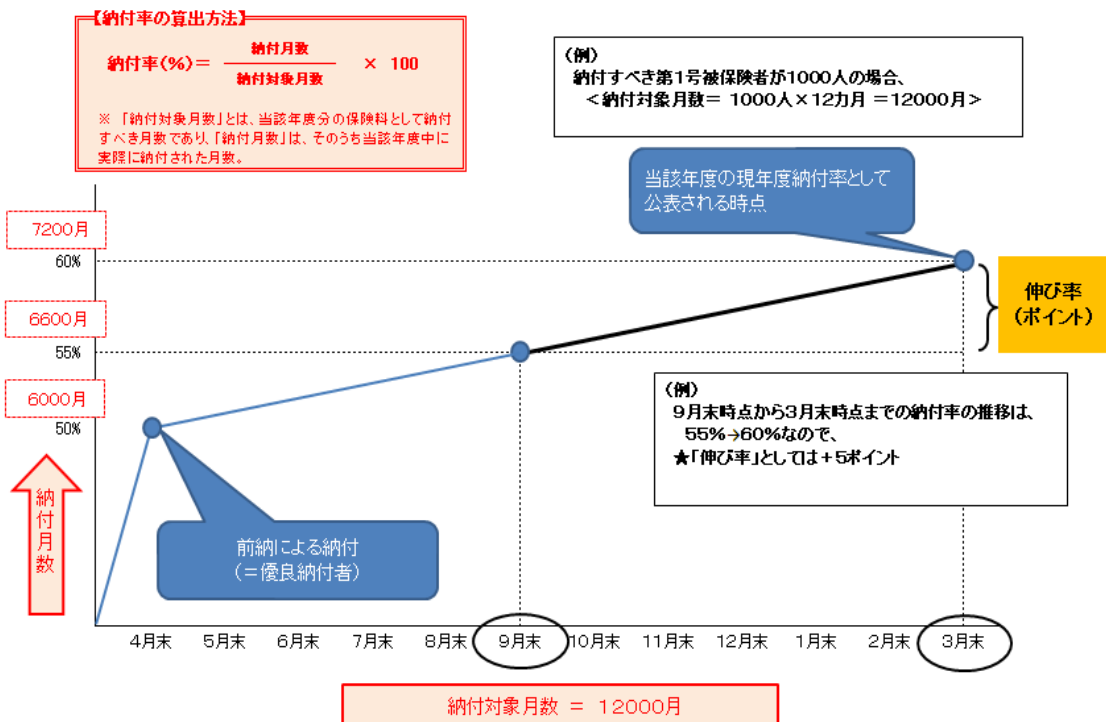 【納付率の算出方法】
納付率(%)= 納付月数 / 納付対象月数 × 100
※ 「納付対象月数」とは、当該年度分の保険料として納付
すべき月数であり、「納付月数」は、そのうち当該年度中に
実際に納付された月数。
(例)
納付すべき第1号被保険者が1000人の場合、
<納付対象月数= 1000人×12カ月 =12000月>
当該年度の現年度納付率として
公表される時点
7200月
60%
6600月
55%
6000月
50%
伸び率
(ポイント)
(例)
9月末時点から3月末時点までの納付率の推移は、
55%→60%なので、
★「伸び率」としては+5ポイント
納付月数
前納による納付
(=優良納付者)
4月末 5月末 6月末 7月末 8月末 9月末 10月末 11月末 12月末 1月末 2月末 3月末
納付対象月数 = 12000月